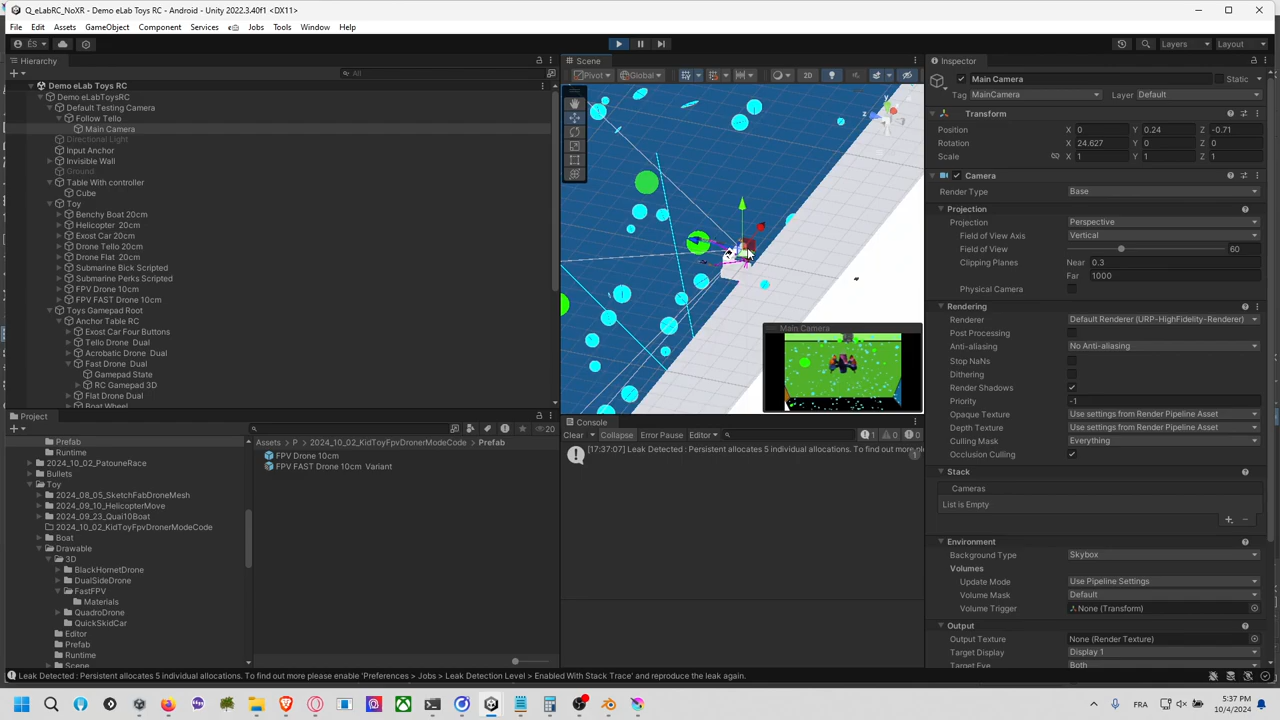 Q_eLabRC_NoXR - Demo eLab Toys RC - Android - Unity 2022.3.40f1 <DX11>
File Edit Assets GameObject Component Services Jobs Tools Window Help
ÉS Layers Layout
Hierarchy
All
Demo eLab Toys RC
Demo eLabToysRC
Default Testing Camera
Follow Tello
Main Camera
Directional Light
Input Anchor
Invisible Wall
Ground
Table With controller
Cube
Toy
Benchy Boat 20cm
Helicopter 20cm
Exost Car 20cm
Drone Tello 20cm
Drone Flat 20cm
Submarine Bick Scripted
Submarine Perks Scripted
FPV Drone 10cm
FPV FAST Drone 10cm
Toys Gamepad Root
Anchor Table RC
Exost Car Four Buttons
Tello Drone Dual
Acrobatic Drone Dual
Fast Drone Dual
Gamepad State
RC Gamepad 3D
Flat Drone Dual
Boat Wheel
Scene
Pivot Global 2D
y
z
Main Camera
Project
20
Prefab
Runtime
2024_10_02_PatouneRace
Bullets
Toy
2024_08_05_SketchFabDroneMesh
2024_09_10_HelicopterMove
2024_09_23_Quai10Boat
2024_10_02_KidToyFpvDronerModeCode
Boat
Drawable
3D
BlackHornetDrone
DualSideDrone
FastFPV
Materials
QuadroDrone
QuickSkidCar
Editor
Prefab
Runtime
Scene
Assets > P > 2024_10_02_KidToyFpvDronerModeCode > Prefab
FPV Drone 10cm
FPV FAST Drone 10cm Variant
Console
Clear Collapse Error Pause Editor 1 0 0
[17:37:07] Leak Detected : Persistent allocates 5 individual allocations. To find out more ple
1
Inspector
Main Camera Static
Tag MainCamera Layer Default
Transform
Position X 0 Y 0.24 Z -0.71
Rotation X 24.627 Y 0 Z 0
Scale X 1 Y 1 Z 1
Camera
Render Type Base
Projection
Projection Perspective
Field of View Axis Vertical
Field of View 60
Clipping Planes Near 0.3
Far 1000
Physical Camera
Rendering
Renderer Default Renderer (URP-HighFidelity-Renderer)
Post Processing
Anti-aliasing No Anti-aliasing
Stop NaNs
Dithering
Render Shadows
Priority -1
Opaque Texture Use settings from Render Pipeline Asset
Depth Texture Use settings from Render Pipeline Asset
Culling Mask Everything
Occlusion Culling
Stack
Cameras
List is Empty
Environment
Background Type Skybox
Volumes
Update Mode Use Pipeline Settings
Volume Mask Default
Volume Trigger None (Transform)
Output
Output Texture None (Render Texture)
Target Display Display 1
Target Eye Both
Leak Detected : Persistent allocates 5 individual allocations. To find out more please enable 'Preferences > Jobs > Leak Detection Level > Enabled With Stack Trace' and reproduce the leak again.
FRA 5:37 PM
10/4/2024